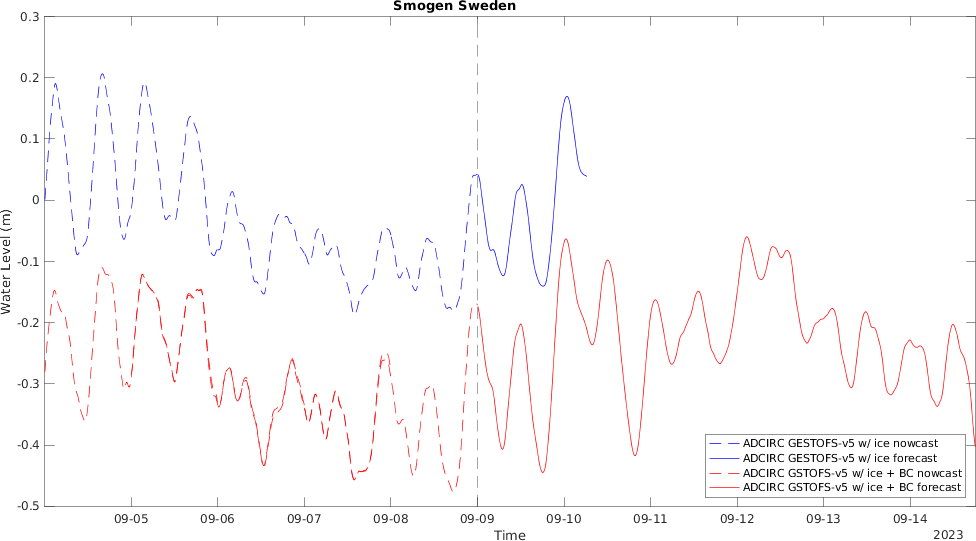 Smogen Sweden
0.3
0.2
0.1
0
-0.1
-0.2
-0.3
-0.4
-0.5
Water Level (m)
ADCIRC GESTOFS-v5 w/ ice nowcast
ADCIRC GESTOFS-v5 w/ ice forecast
ADCIRC GSTOFS-v5 w/ ice + BC nowcast
ADCIRC GSTOFS-v5 w/ ice + BC forecast
09-05 09-06 09-07 09-08 09-09 09-10 09-11 09-12 09-13 09-14
Time
2023